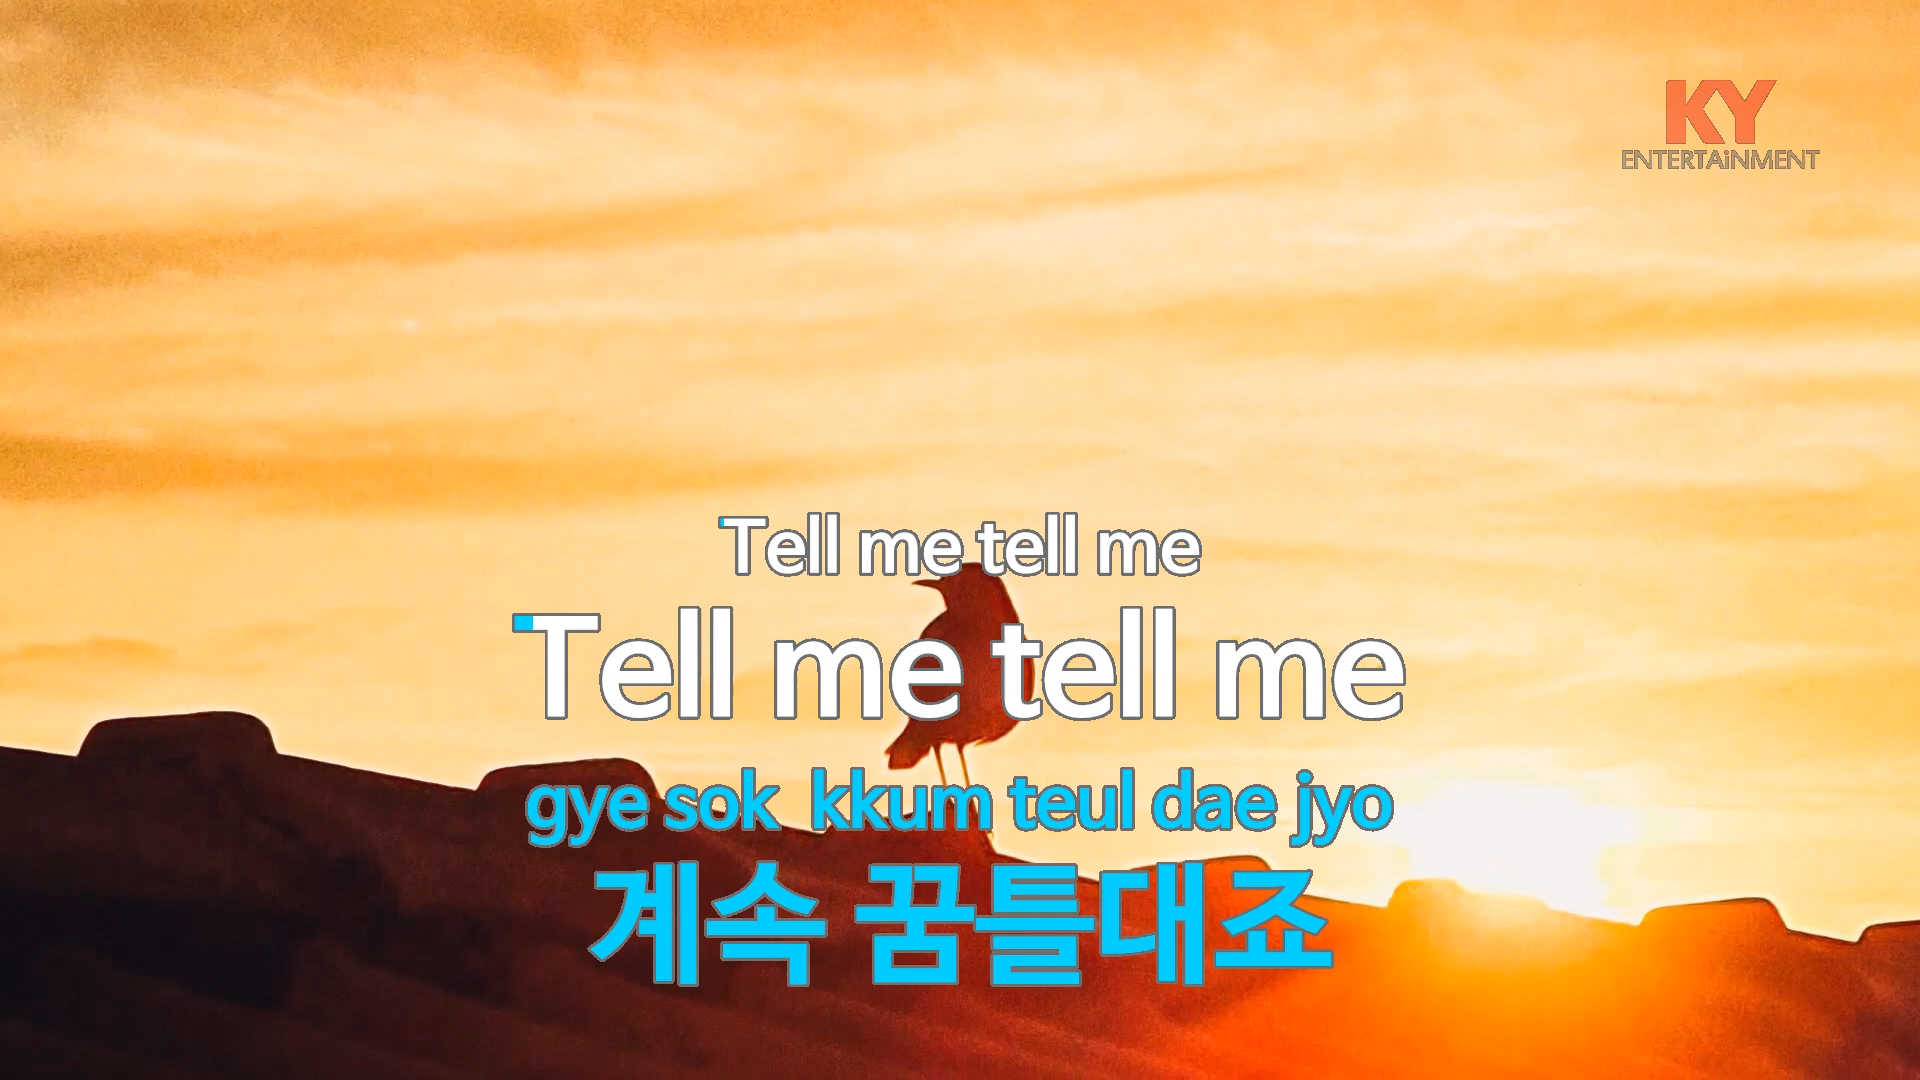 KY
ENTERTAiNMENT
Tell me tell me
Tell me tell me
gye sok kkum teul dae jyo
계속 꿈틀대죠